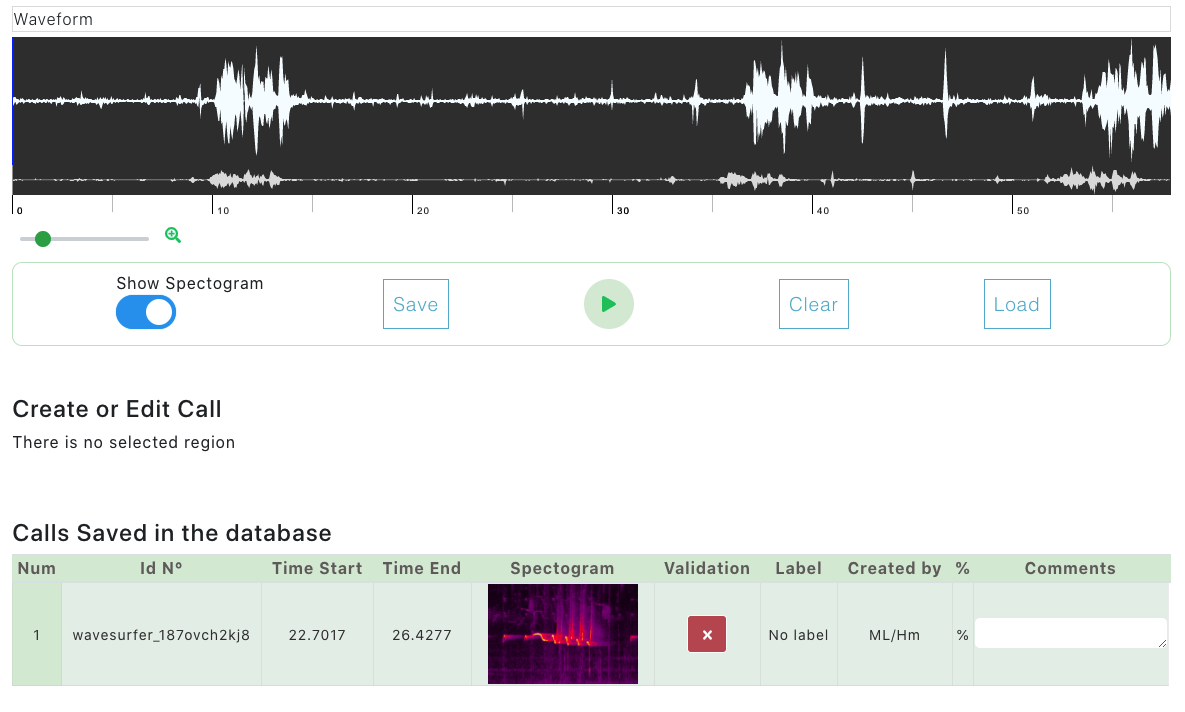 Waveform
0 10 20 30 40 50
Show Spectogram
Save Clear Load
Create or Edit Call
There is no selected region
Calls Saved in the database
Num Id Nº Time Start Time End Spectogram Validation Label Created by % Comments
1 wavesurfer_187ovch2kj8 22.7017 26.4277 × No label ML/Hm %